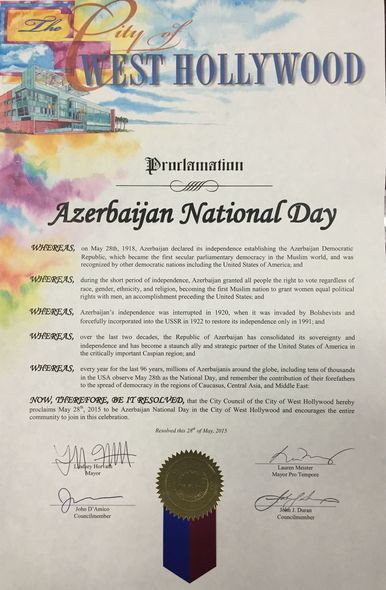 The City of
WEST HOLLYWOOD
Proclamation
Azerbaijan National Day
WHEREAS, on May 28th, 1918, Azerbaijan declared its independence establishing the Azerbaijan Democratic
Republic, which became the first secular parliamentary democracy in the Muslim world, and was
recognized by other democratic nations including the United States of America; and
WHEREAS, during the short period of independence, Azerbaijan granted all people the right to vote regardless of
race, gender, ethnicity, and religion, becoming the first Muslim nation to grant women equal political
rights with men, an accomplishment preceding the United States; and
WHEREAS, Azerbaijan's independence was interrupted in 1920, when it was invaded by Bolshevists and
forcefully incorporated into the USSR in 1922 to restore its independence only in 1991; and
WHEREAS, over the last two decades, the Republic of Azerbaijan has consolidated its sovereignty and
independence and has become a staunch ally and strategic partner of the United States of America in
the critically important Caspian region; and
WHEREAS, every year for the last 96 years, millions of Azerbaijanis around the globe, including tens of thousands
in the USA observe May 28th as the National Day, and remember the contribution of their forefathers
to the spread of democracy in the regions of Caucasus, Central Asia, and Middle East.
NOW, THEREFORE, BE IT RESOLVED, that the City Council of the City of West Hollywood hereby
proclaims May 28th, 2015 to be Azerbaijan National Day in the City of West Hollywood and encourages the entire
community to join in this celebration.
Resolved this 28th of May, 2015
Lindsey Horvath
Mayor
Lauren Meister
Mayor Pro Tempore
John D'Amico
Councilmember
John J. Duran
Councilmember